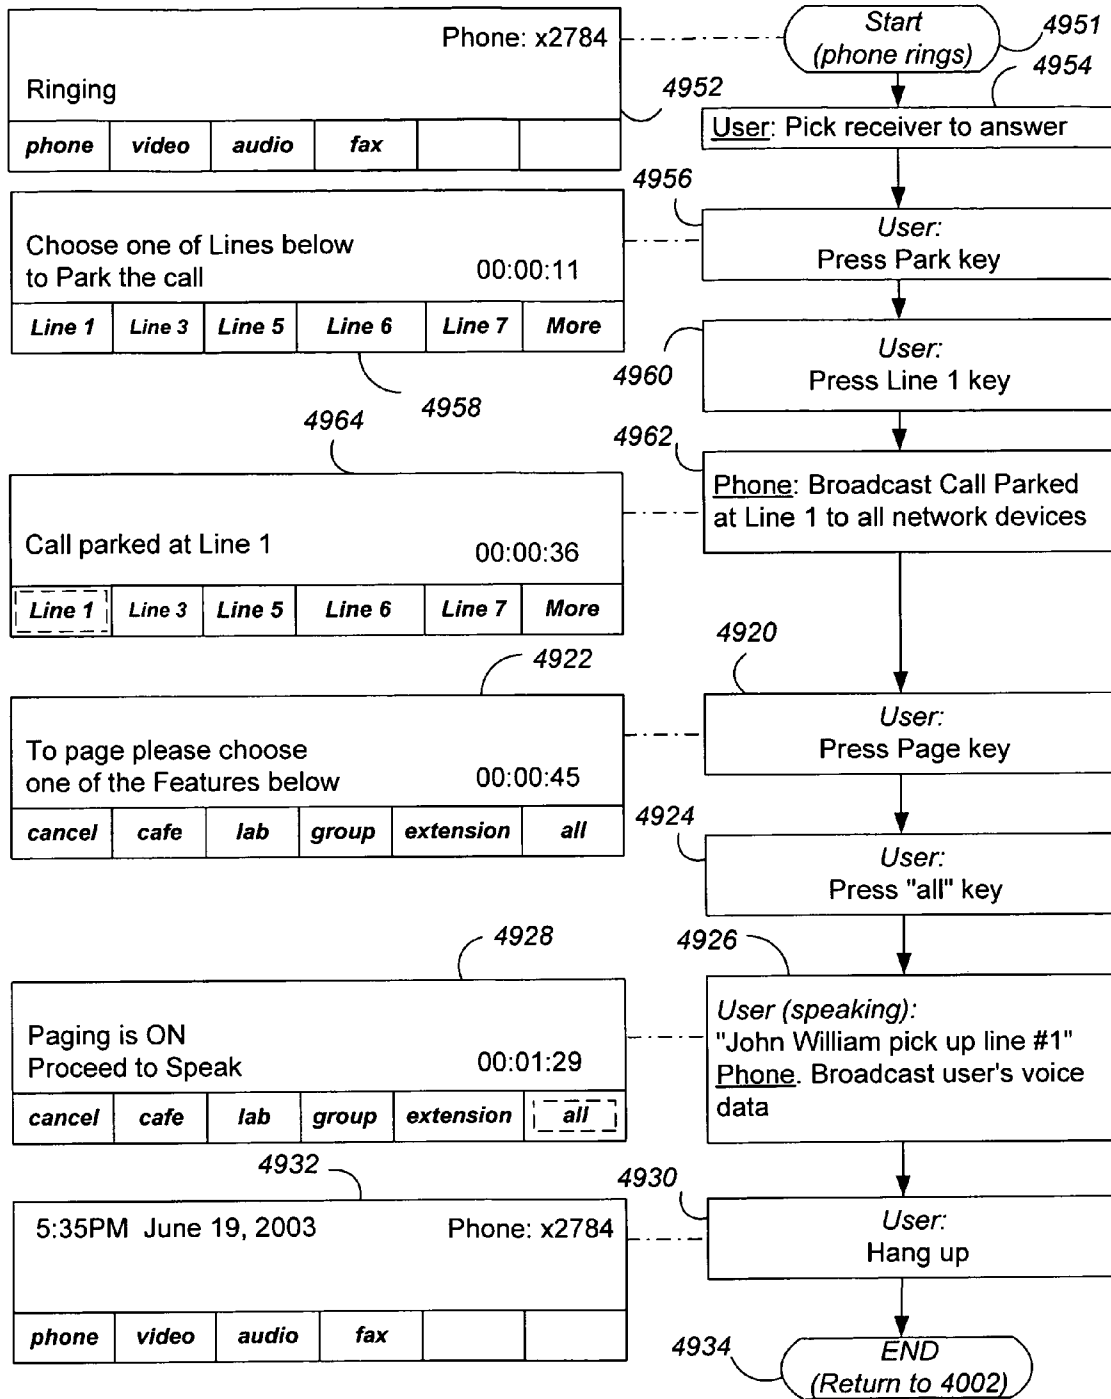 Phone: x2784
Ringing
phone video audio fax
4952
Start
(phone rings)
4951
4954
User: Pick receiver to answer
4956
Choose one of Lines below
to Park the call 00:00:11
Line 1 Line 3 Line 5 Line 6 Line 7 More
4958
User:
Press Park key
4960
User:
Press Line 1 key
4964
4962
Call parked at Line 1 00:00:36
Line 1 Line 3 Line 5 Line 6 Line 7 More
Phone: Broadcast Call Parked
at Line 1 to all network devices
4922
4920
To page please choose
one of the Features below 00:00:45
cancel cafe lab group extension all
User:
Press Page key
4924
User:
Press "all" key
4928
4926
Paging is ON
Proceed to Speak 00:01:29
cancel cafe lab group extension all
User (speaking):
"John William pick up line #1"
Phone. Broadcast user's voice
data
4932
4930
5:35PM June 19, 2003 Phone: x2784
phone video audio fax
User:
Hang up
4934
END
(Return to 4002)